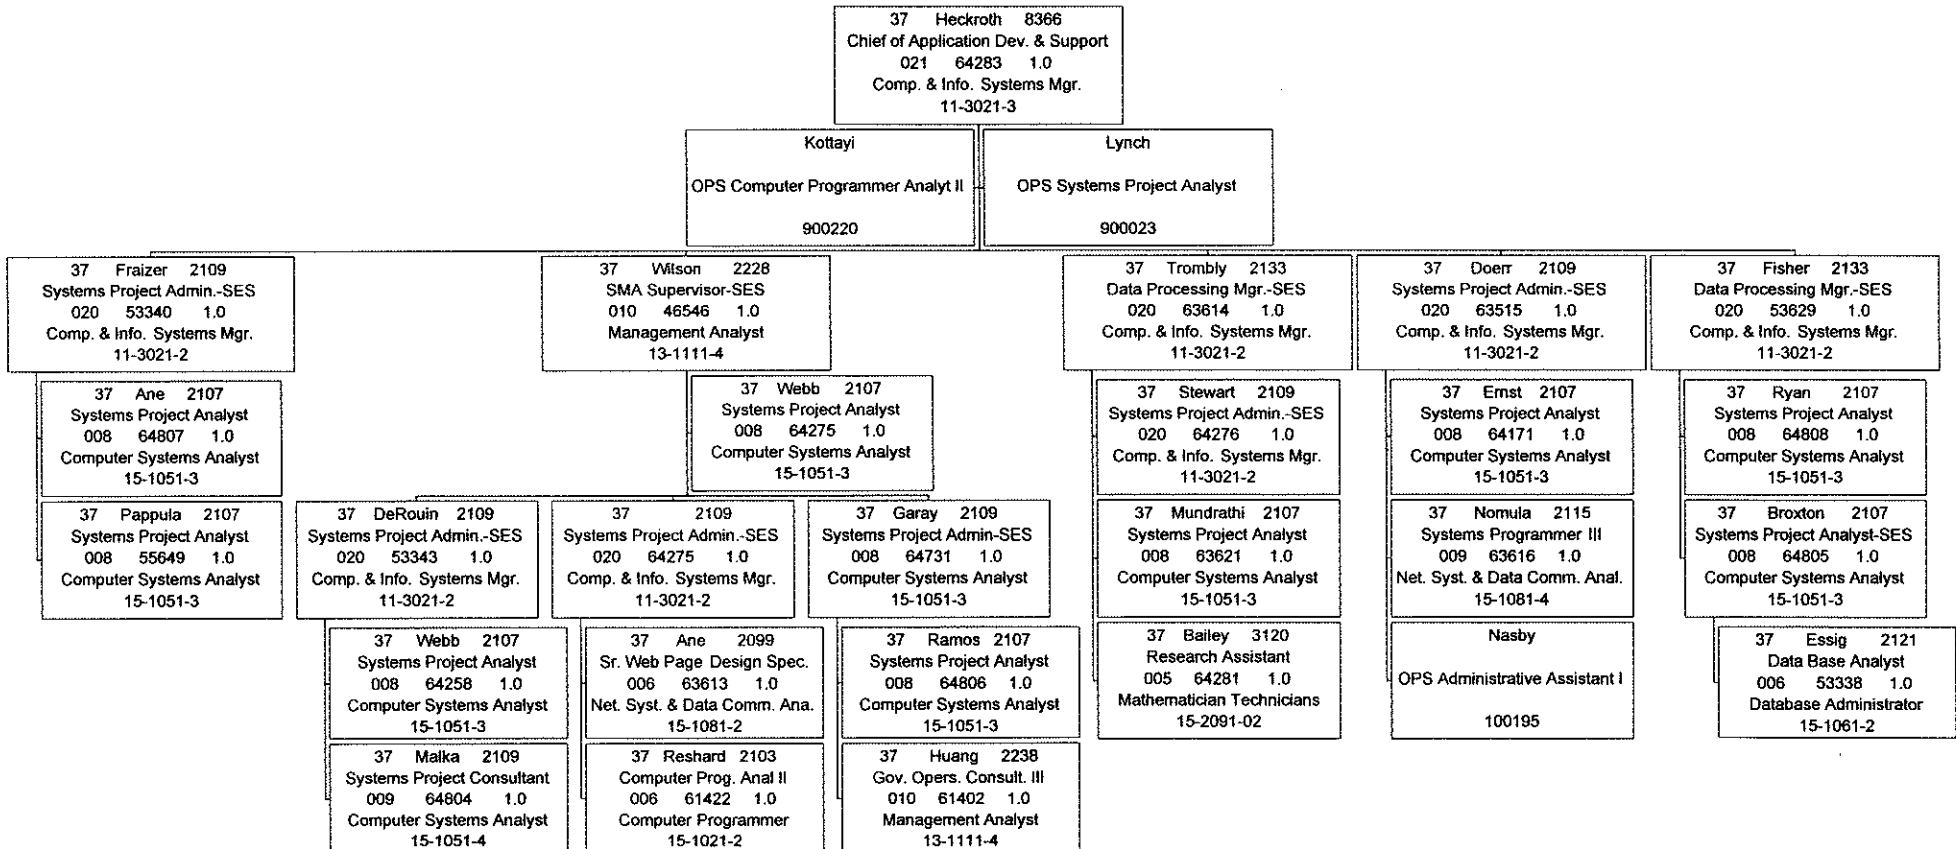 37 Heckroth 8366
Chief of Application Dev. & Support
021 64283 1.0
Comp. & Info. Systems Mgr.
11-3021-3
Kottayi
OPS Computer Programmer Analyt II
900220
Lynch
OPS Systems Project Analyst
900023
37 Fraizer 2109
Systems Project Admin.-SES
020 53340 1.0
Comp. & Info. Systems Mgr.
11-3021-2
37 Wilson 2228
SMA Supervisor-SES
010 46546 1.0
Management Analyst
13-1111-4
37 Trombly 2133
Data Processing Mgr.-SES
020 63614 1.0
Comp. & Info. Systems Mgr.
11-3021-2
37 Doerr 2109
Systems Project Admin.-SES
020 63515 1.0
Comp. & Info. Systems Mgr.
11-3021-2
37 Fisher 2133
Data Processing Mgr.-SES
020 53629 1.0
Comp. & Info. Systems Mgr.
11-3021-2
37 Ane 2107
Systems Project Analyst
008 64807 1.0
Computer Systems Analyst
15-1051-3
37 Webb 2107
Systems Project Analyst
008 64275 1.0
Computer Systems Analyst
15-1051-3
37 Stewart 2109
Systems Project Admin.-SES
020 64276 1.0
Comp. & Info. Systems Mgr.
11-3021-2
37 Ernst 2107
Systems Project Analyst
008 64171 1.0
Computer Systems Analyst
15-1051-3
37 Ryan 2107
Systems Project Analyst
008 64808 1.0
Computer Systems Analyst
15-1051-3
37 Pappula 2107
Systems Project Analyst
008 55649 1.0
Computer Systems Analyst
15-1051-3
37 DeRouin 2109
Systems Project Admin.-SES
020 53343 1.0
Comp. & Info. Systems Mgr.
11-3021-2
37 2109
Systems Project Admin.-SES
020 64275 1.0
Comp. & Info. Systems Mgr.
11-3021-2
37 Garay 2109
Systems Project Admin-SES
008 64731 1.0
Computer Systems Analyst
15-1051-3
37 Mundrathi 2107
Systems Project Analyst
008 63621 1.0
Computer Systems Analyst
15-1051-3
37 Nomula 2115
Systems Programmer III
009 63616 1.0
Net. Syst. & Data Comm. Anal.
15-1081-4
37 Broxton 2107
Systems Project Analyst-SES
008 64805 1.0
Computer Systems Analyst
15-1051-3
37 Webb 2107
Systems Project Analyst
008 64258 1.0
Computer Systems Analyst
15-1051-3
37 Ane 2099
Sr. Web Page Design Spec.
006 63613 1.0
Net. Syst. & Data Comm. Ana.
15-1081-2
37 Ramos 2107
Systems Project Analyst
008 64806 1.0
Computer Systems Analyst
15-1051-3
37 Bailey 3120
Research Assistant
005 64281 1.0
Mathematician Technicians
15-2091-02
Nasby
OPS Administrative Assistant I
100195
37 Essig 2121
Data Base Analyst
006 53338 1.0
Database Administrator
15-1061-2
37 Malka 2109
Systems Project Consultant
009 64804 1.0
Computer Systems Analyst
15-1051-4
37 Reshard 2103
Computer Prog. Anal II
006 61422 1.0
Computer Programmer
15-1021-2
37 Huang 2238
Gov. Opers. Consult. III
010 61402 1.0
Management Analyst
13-1111-4